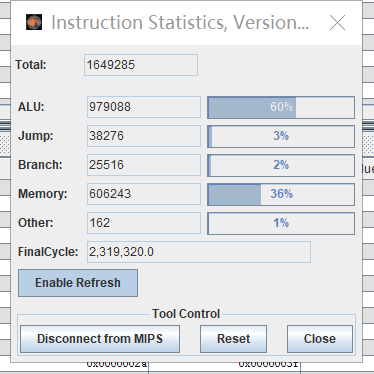 Instruction Statistics, Version...
Total: 1649285
ALU: 979088 60%
Jump: 38276 3%
Branch: 25516 2%
Memory: 606243 36%
Other: 162 1%
FinalCycle: 2,319,320.0
Enable Refresh
Tool Control
Disconnect from MIPS Reset Close